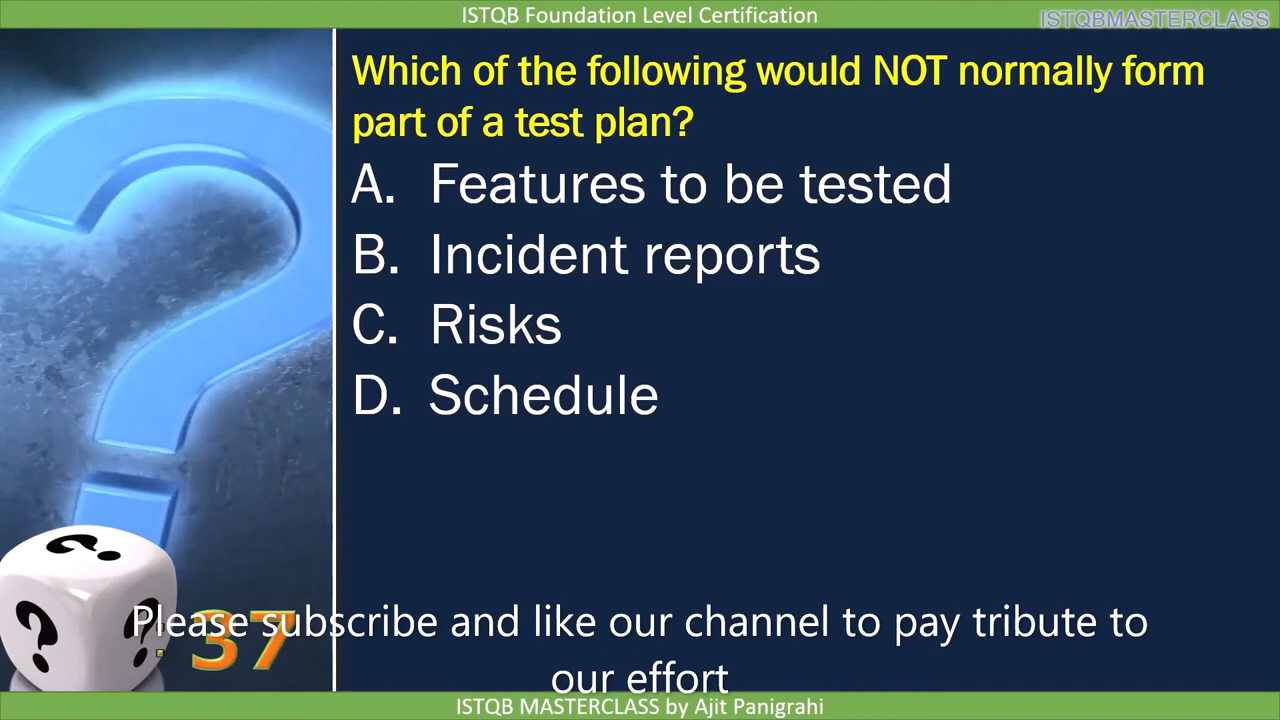 ISTQB Foundation Level Certification
ISTQBMASTERCLASS
Which of the following would NOT normally form
part of a test plan?
A. Features to be tested
B. Incident reports
C. Risks
D. Schedule
: 37
Please subscribe and like our channel to pay tribute to
our effort
ISTQB MASTERCLASS by Ajit Panigrahi